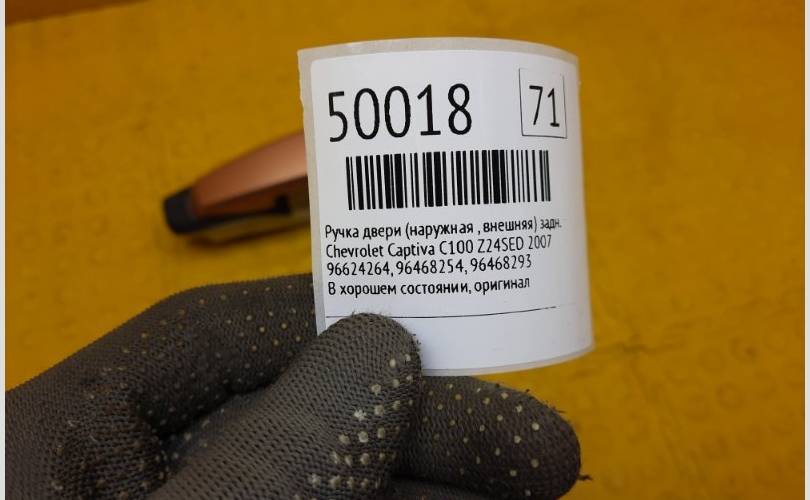 50018 71
Ручка двери (наружная , внешняя) задн.
Chevrolet Captiva C100 Z24SED 2007
96624264, 96468254, 96468293
В хорошем состоянии, оригинал